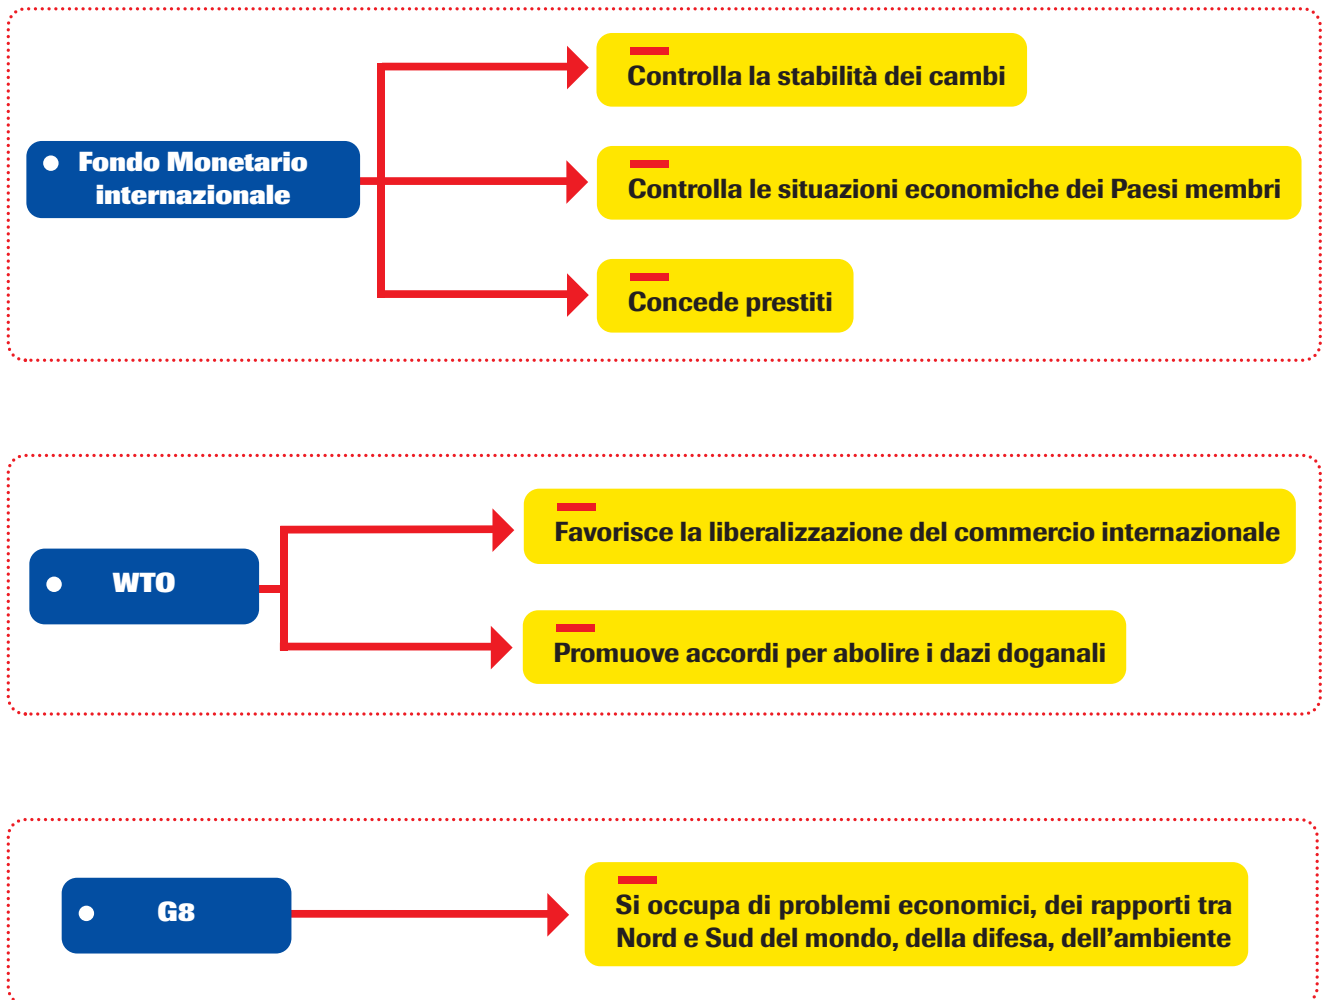 Controlla la stabilità dei cambi
Fondo Monetario
internazionale
Controlla le situazioni economiche dei Paesi membri
Concede prestiti
Favorisce la liberalizzazione del commercio internazionale
WTO
Promuove accordi per abolire i dazi doganali
G8
Si occupa di problemi economici, dei rapporti tra
Nord e Sud del mondo, della difesa, dell'ambiente